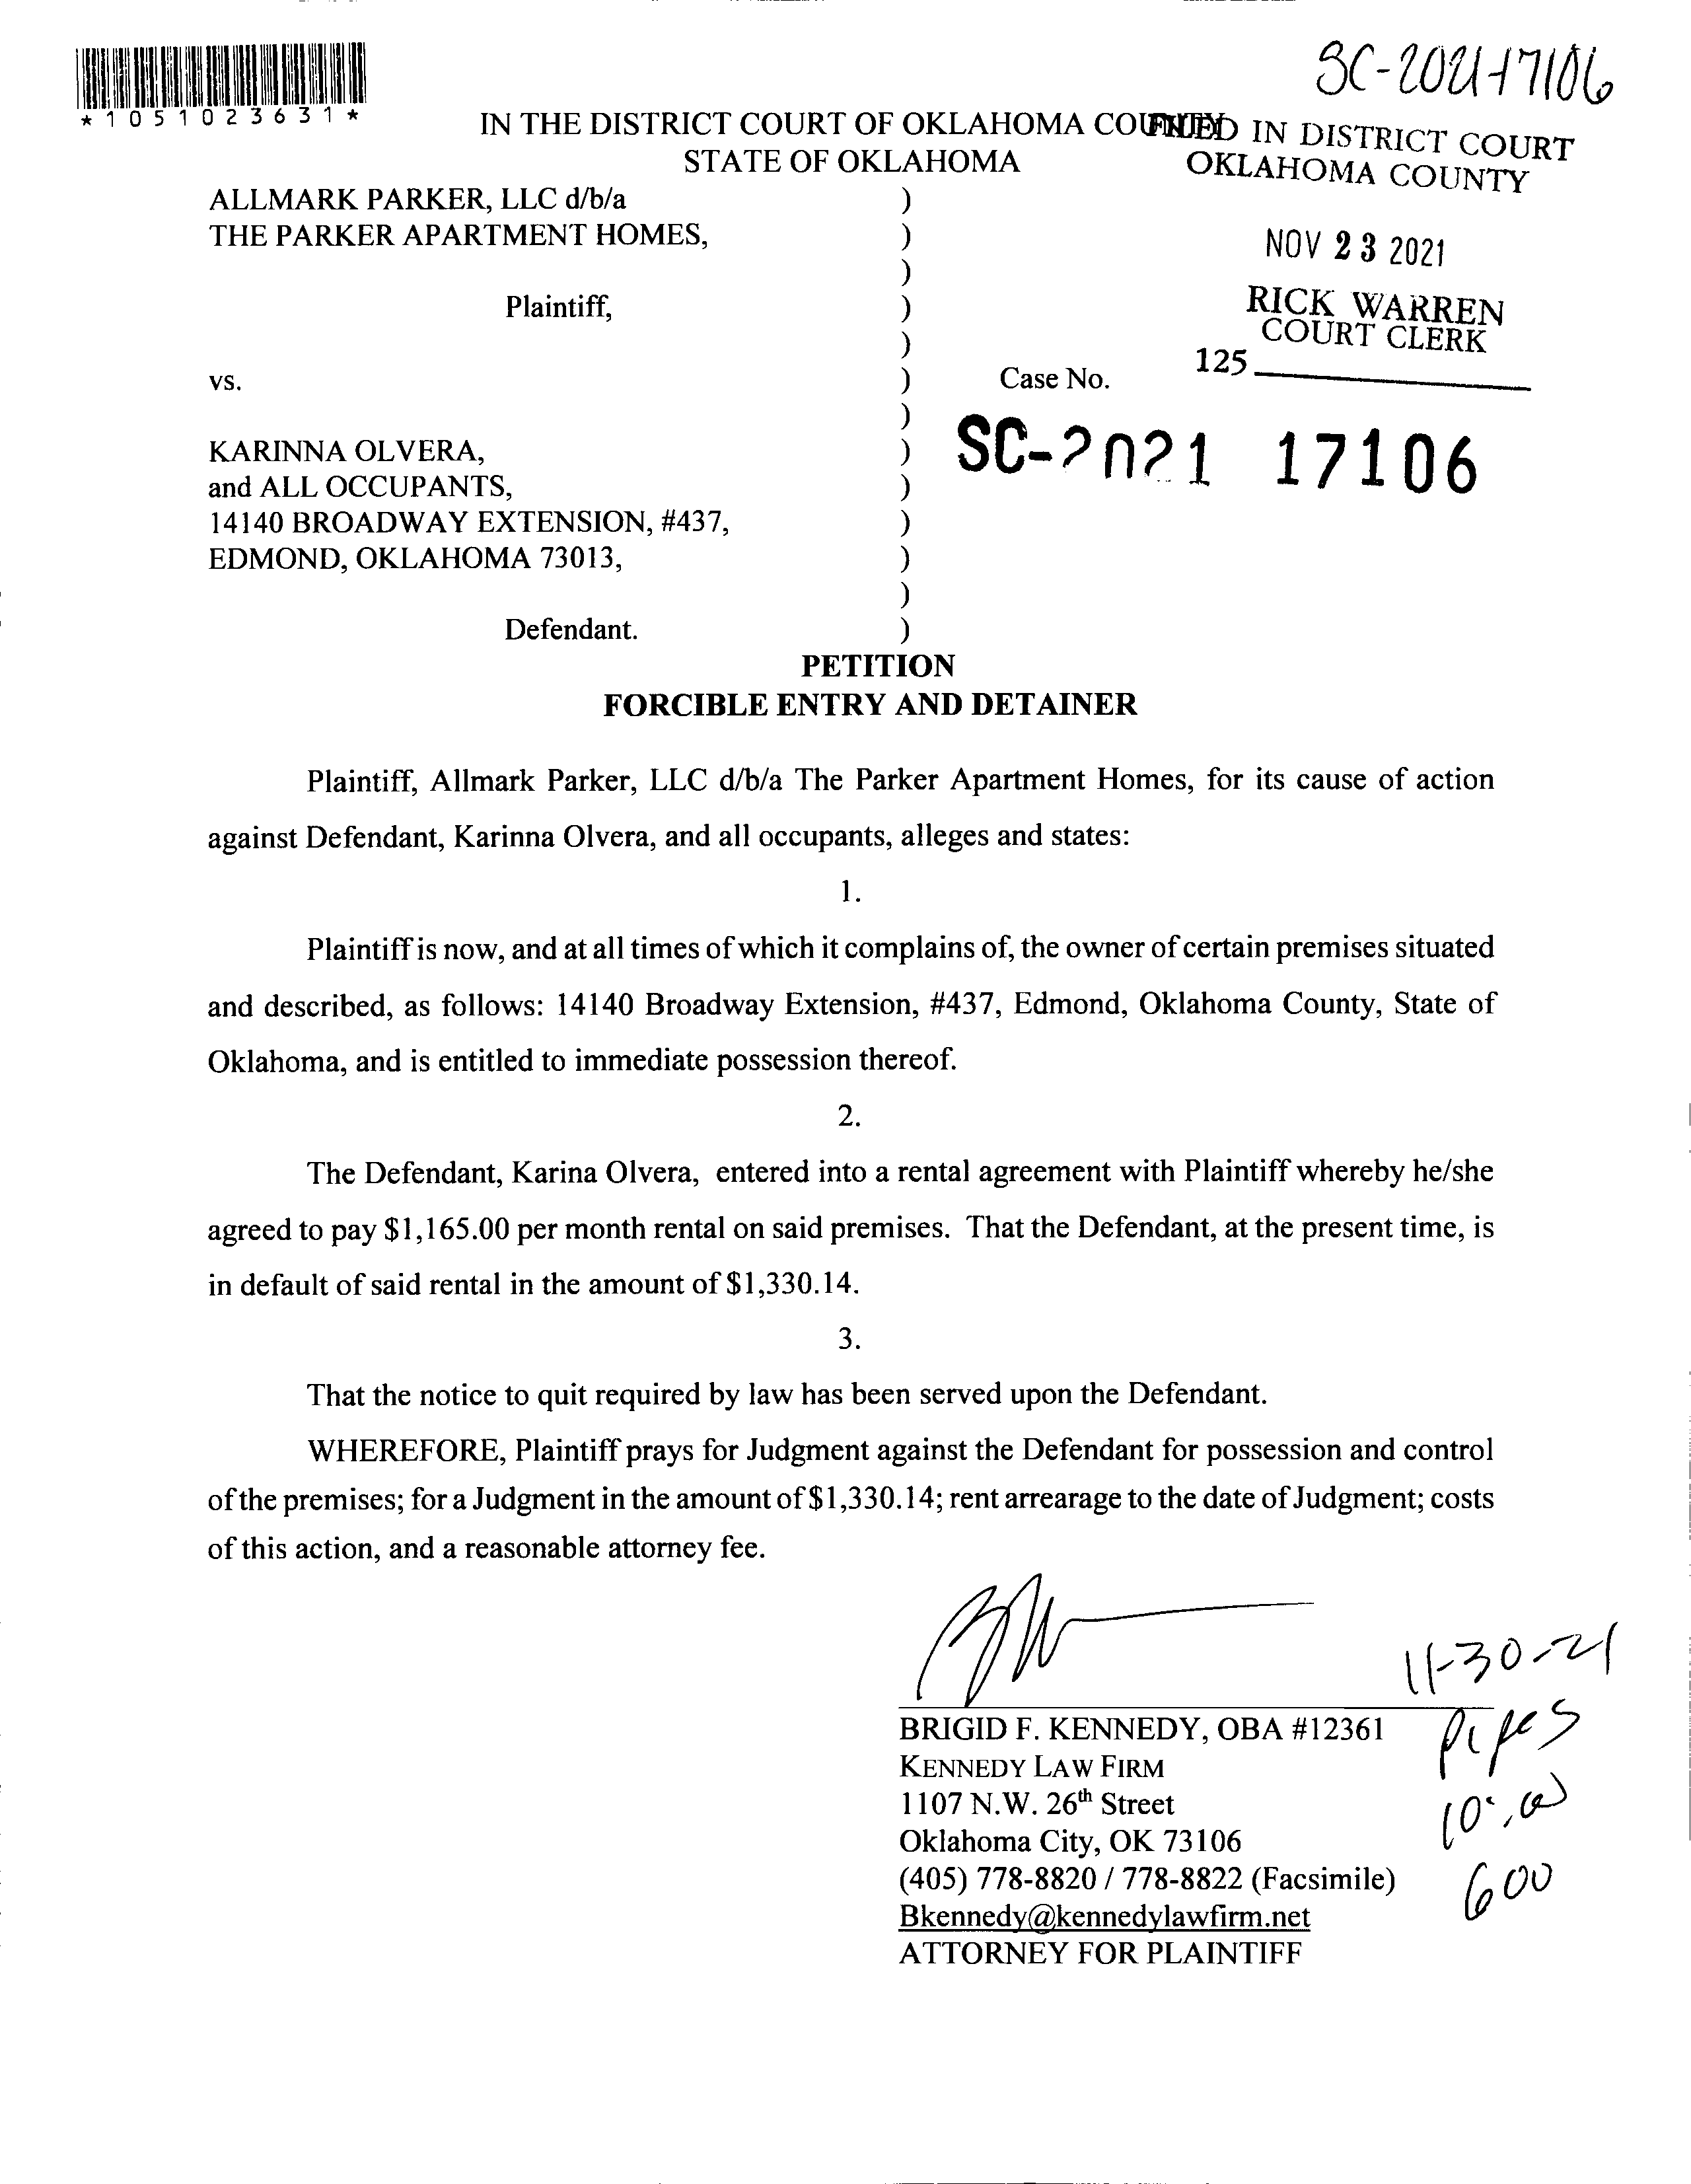 SC-2021-17106
*1051023631*
IN THE DISTRICT COURT OF OKLAHOMA COUNTY
STATE OF OKLAHOMA
FILED IN DISTRICT COURT
OKLAHOMA COUNTY
NOV 23 2021
RICK WARREN
COURT CLERK
125
ALLMARK PARKER, LLC d/b/a )
THE PARKER APARTMENT HOMES, )
)
Plaintiff, )
)
vs. ) Case No.
)
KARINNA OLVERA, ) SC-2021 17106
and ALL OCCUPANTS, )
14140 BROADWAY EXTENSION, #437, )
EDMOND, OKLAHOMA 73013, )
)
Defendant. )
PETITION
FORCIBLE ENTRY AND DETAINER
Plaintiff, Allmark Parker, LLC d/b/a The Parker Apartment Homes, for its cause of action
against Defendant, Karinna Olvera, and all occupants, alleges and states:
1.
Plaintiff is now, and at all times of which it complains of, the owner of certain premises situated
and described, as follows: 14140 Broadway Extension, #437, Edmond, Oklahoma County, State of
Oklahoma, and is entitled to immediate possession thereof.
2.
The Defendant, Karina Olvera, entered into a rental agreement with Plaintiff whereby he/she
agreed to pay $1,165.00 per month rental on said premises. That the Defendant, at the present time, is
in default of said rental in the amount of $1,330.14.
3.
That the notice to quit required by law has been served upon the Defendant.
WHEREFORE, Plaintiff prays for Judgment against the Defendant for possession and control
of the premises; for a Judgment in the amount of $1,330.14; rent arrearage to the date of Judgment; costs
of this action, and a reasonable attorney fee.
BRIGID F. KENNEDY, OBA #12361
KENNEDY LAW FIRM
1107 N.W. 26th Street
Oklahoma City, OK 73106
(405) 778-8820 / 778-8822 (Facsimile)
Bkennedy@kennedylawfirm.net
ATTORNEY FOR PLAINTIFF
11-30-21
Pipes
600